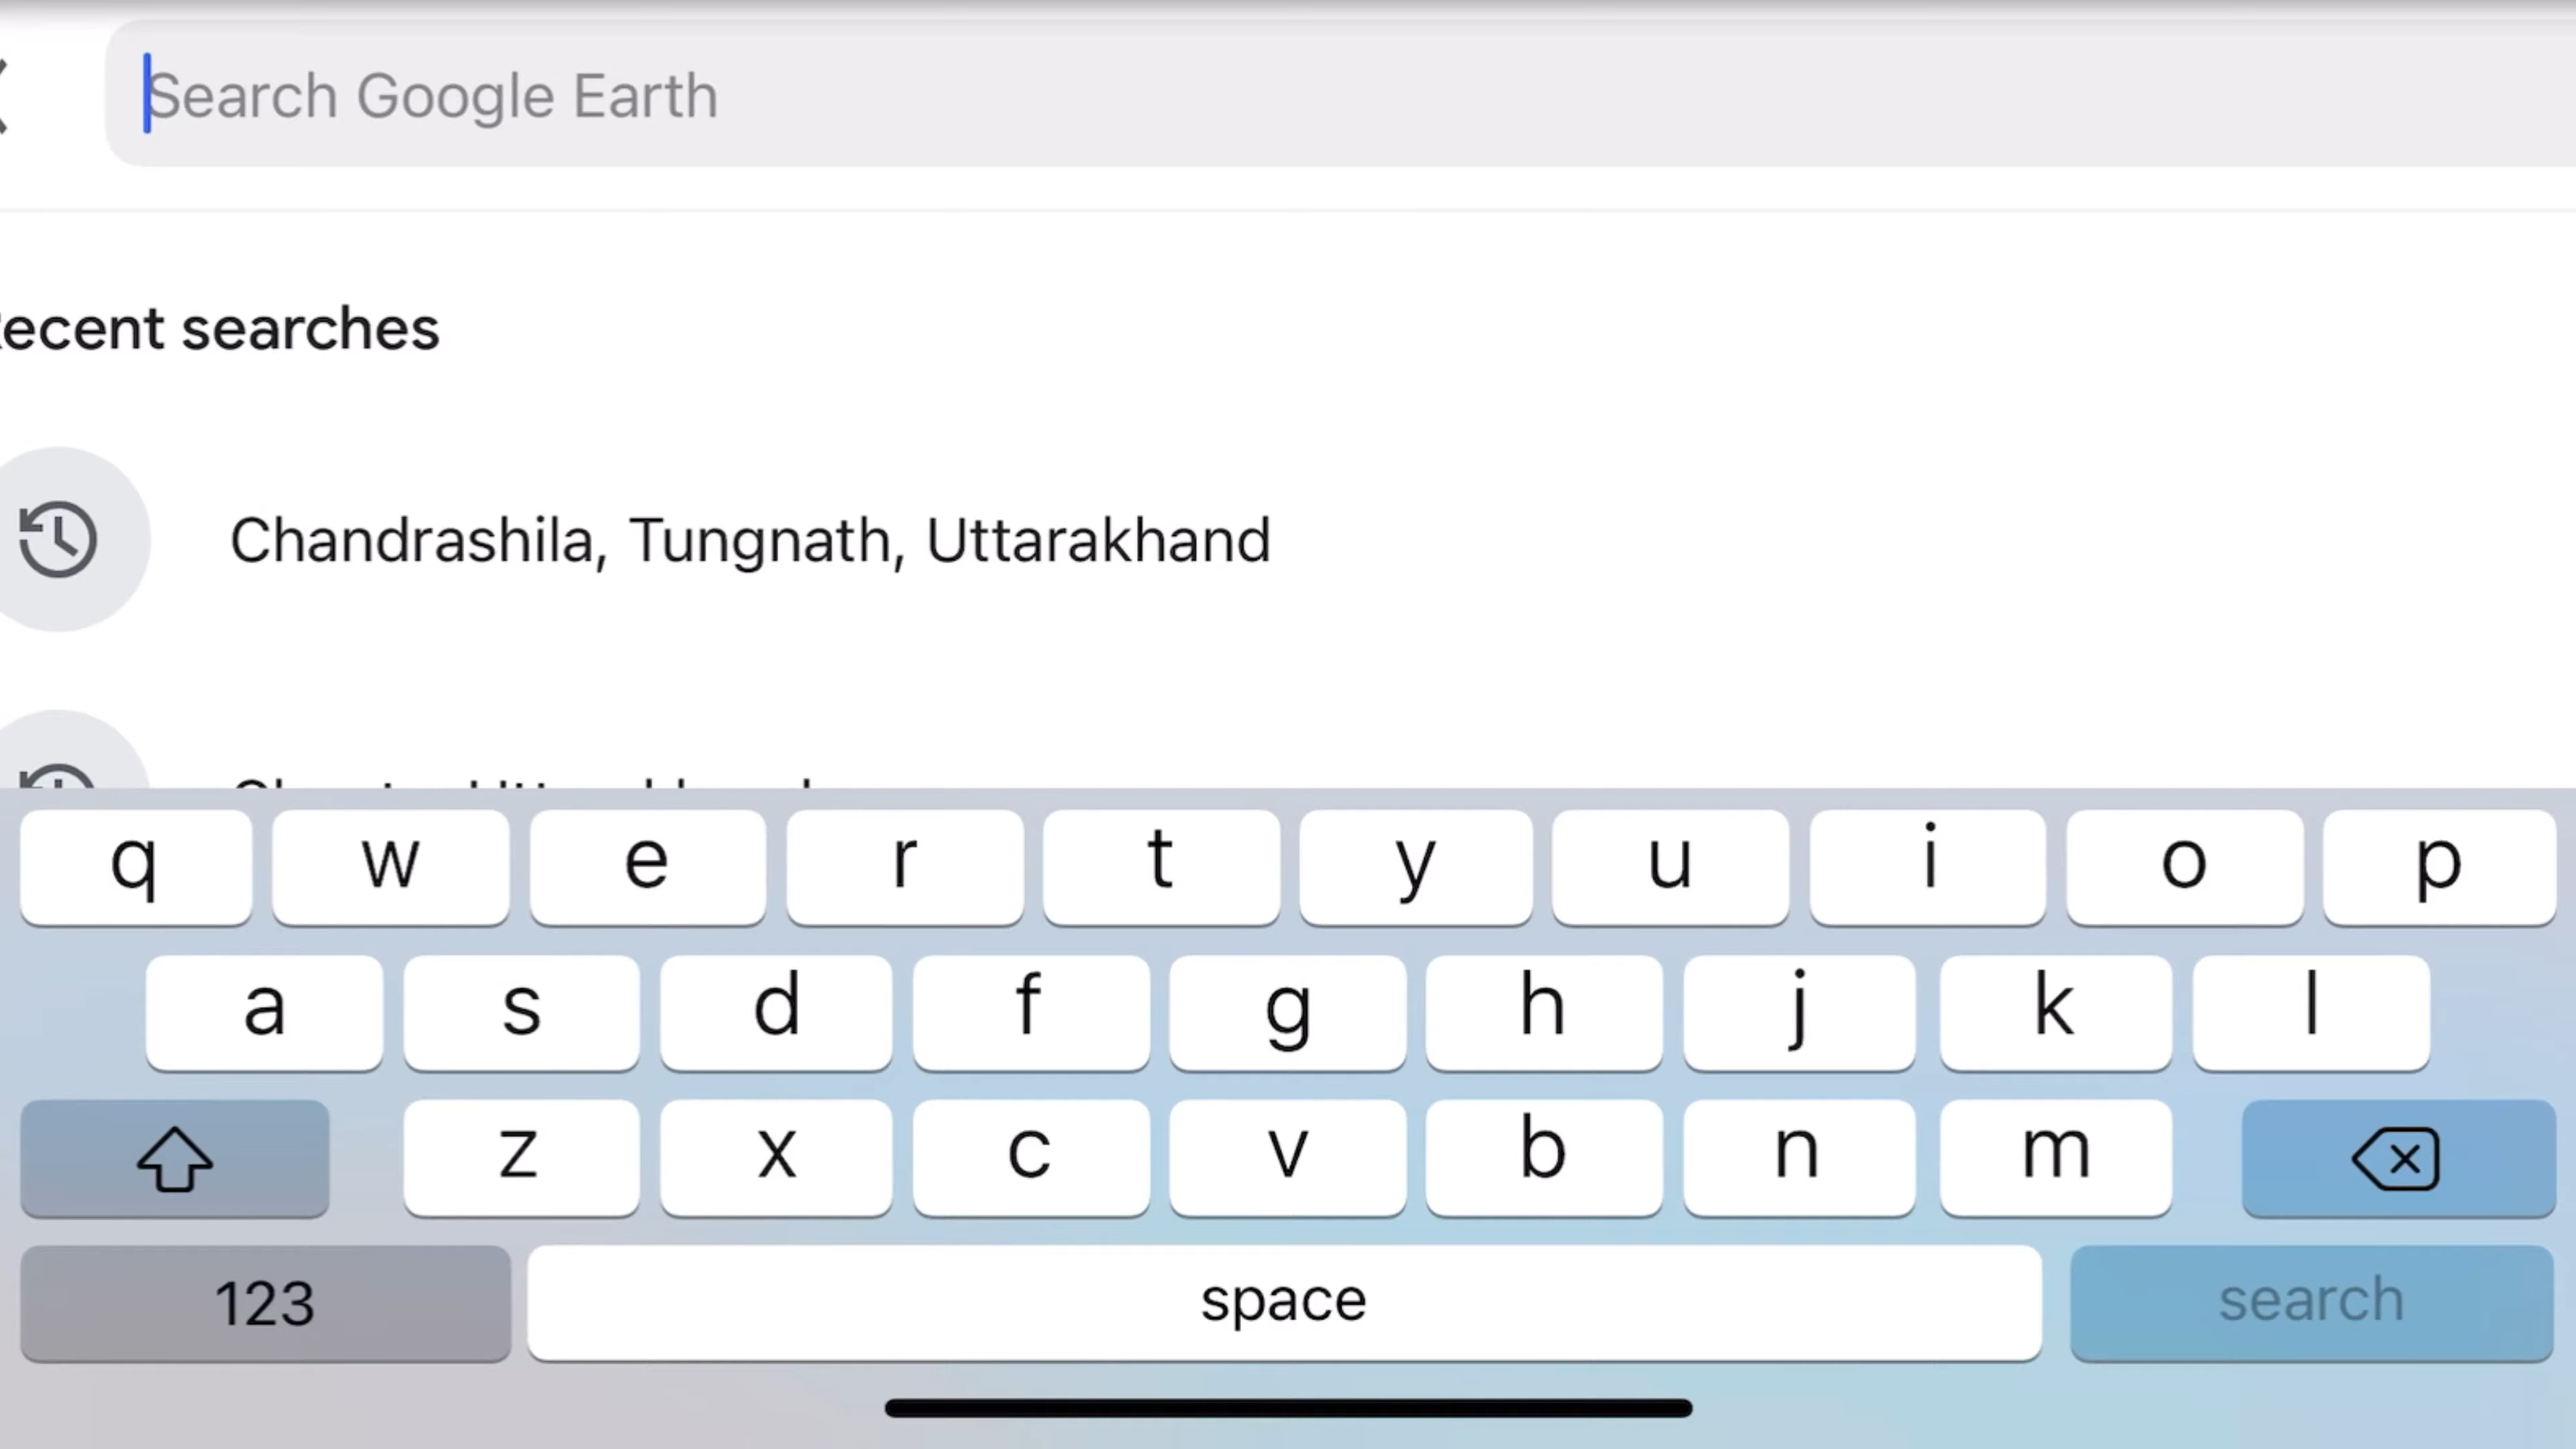 Search Google Earth
ecent searches
Chandrashila, Tungnath, Uttarakhand
q w e r t y u i o p
a s d f g h j k l
z x c v b n m
123 space search